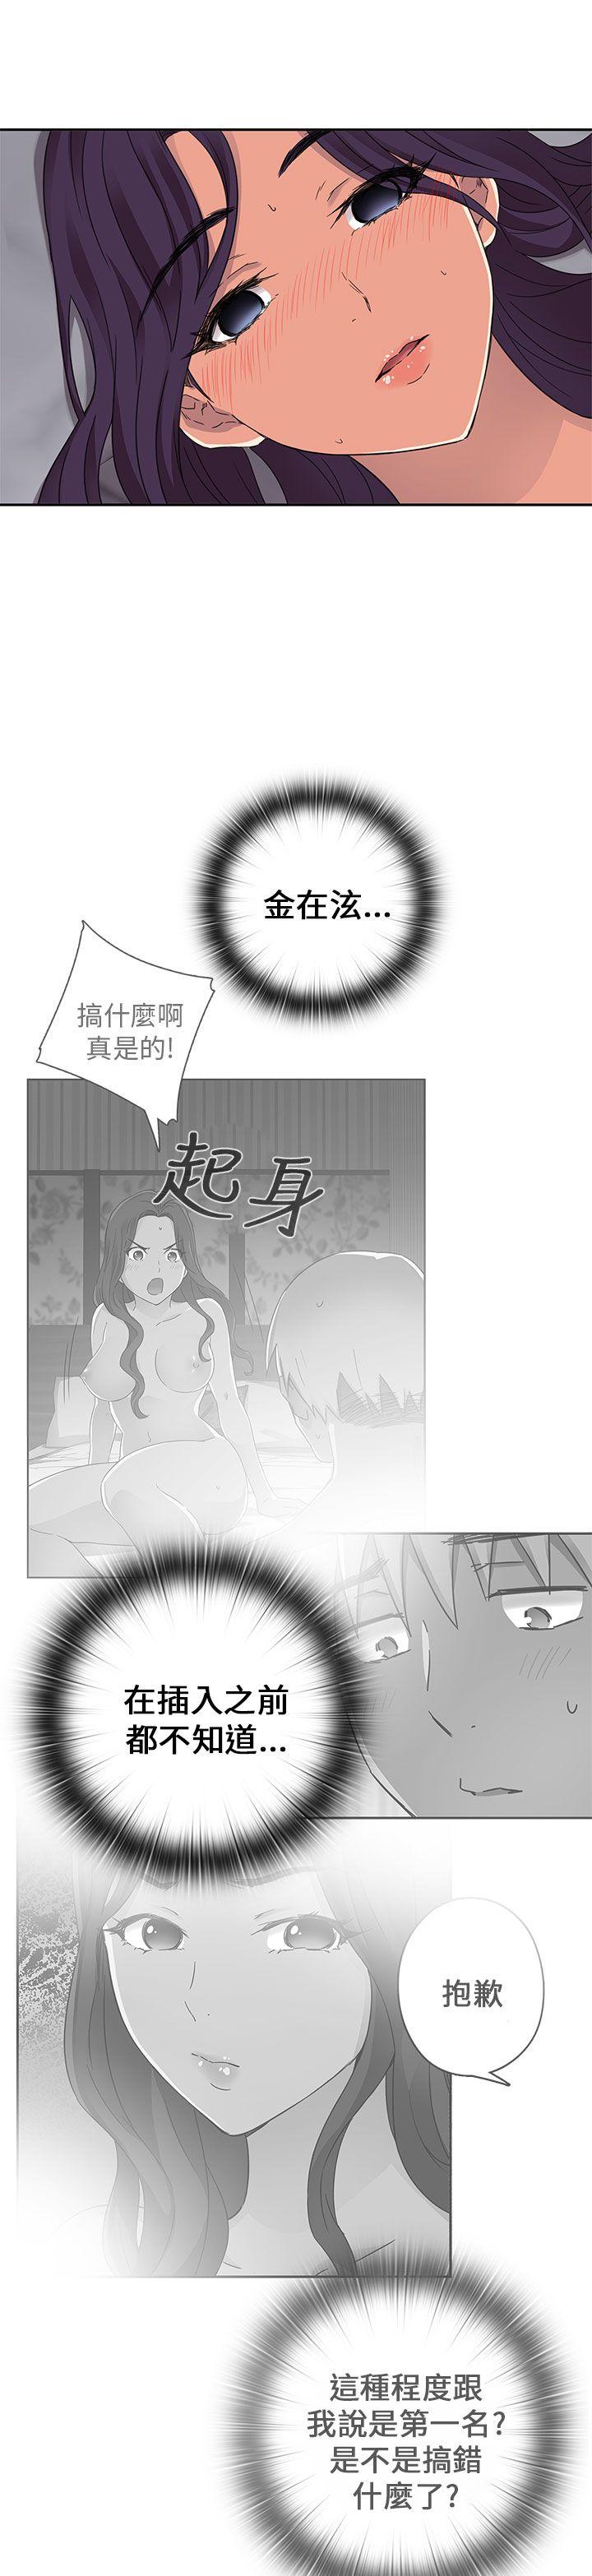 金在泫...
搞什麼啊
真是的!
起身
在插入之前
都不知道...
抱歉
這種程度跟
我說是第一名?
是不是搞錯
什麼了?